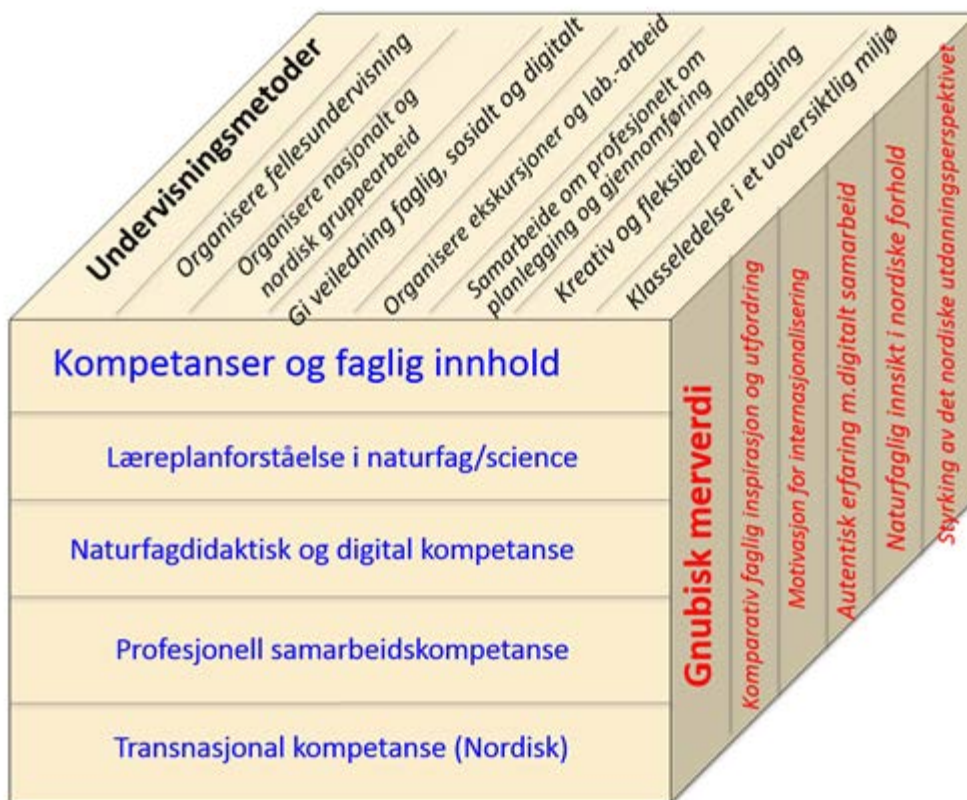 Undervisningsmetoder
Organisere fellesundervisning
Organisere nasjonalt og
nordisk gruppearbeid
Gi veiledning faglig, sosialt og digitalt
Organisere ekskursjoner og lab.-arbeid
Samarbeide om profesjonelt om
planlegging og gjennomføring
Kreativ og fleksibel planlegging
Klasseledelse i et uoversiktlig miljø
Kompetanser og faglig innhold
Læreplanforståelse i naturfag/science
Naturfagdidaktisk og digital kompetanse
Profesjonell samarbeidskompetanse
Transnasjonal kompetanse (Nordisk)
Gnubisk merverdi
Komparativ faglig inspirasjon og utfordring
Motivasjon for internasjonalisering
Autentisk erfaring m.digitalt samarbeid
Naturfaglig innsikt i nordiske forhold
Styrking av det nordiske utdanningsperspektivet